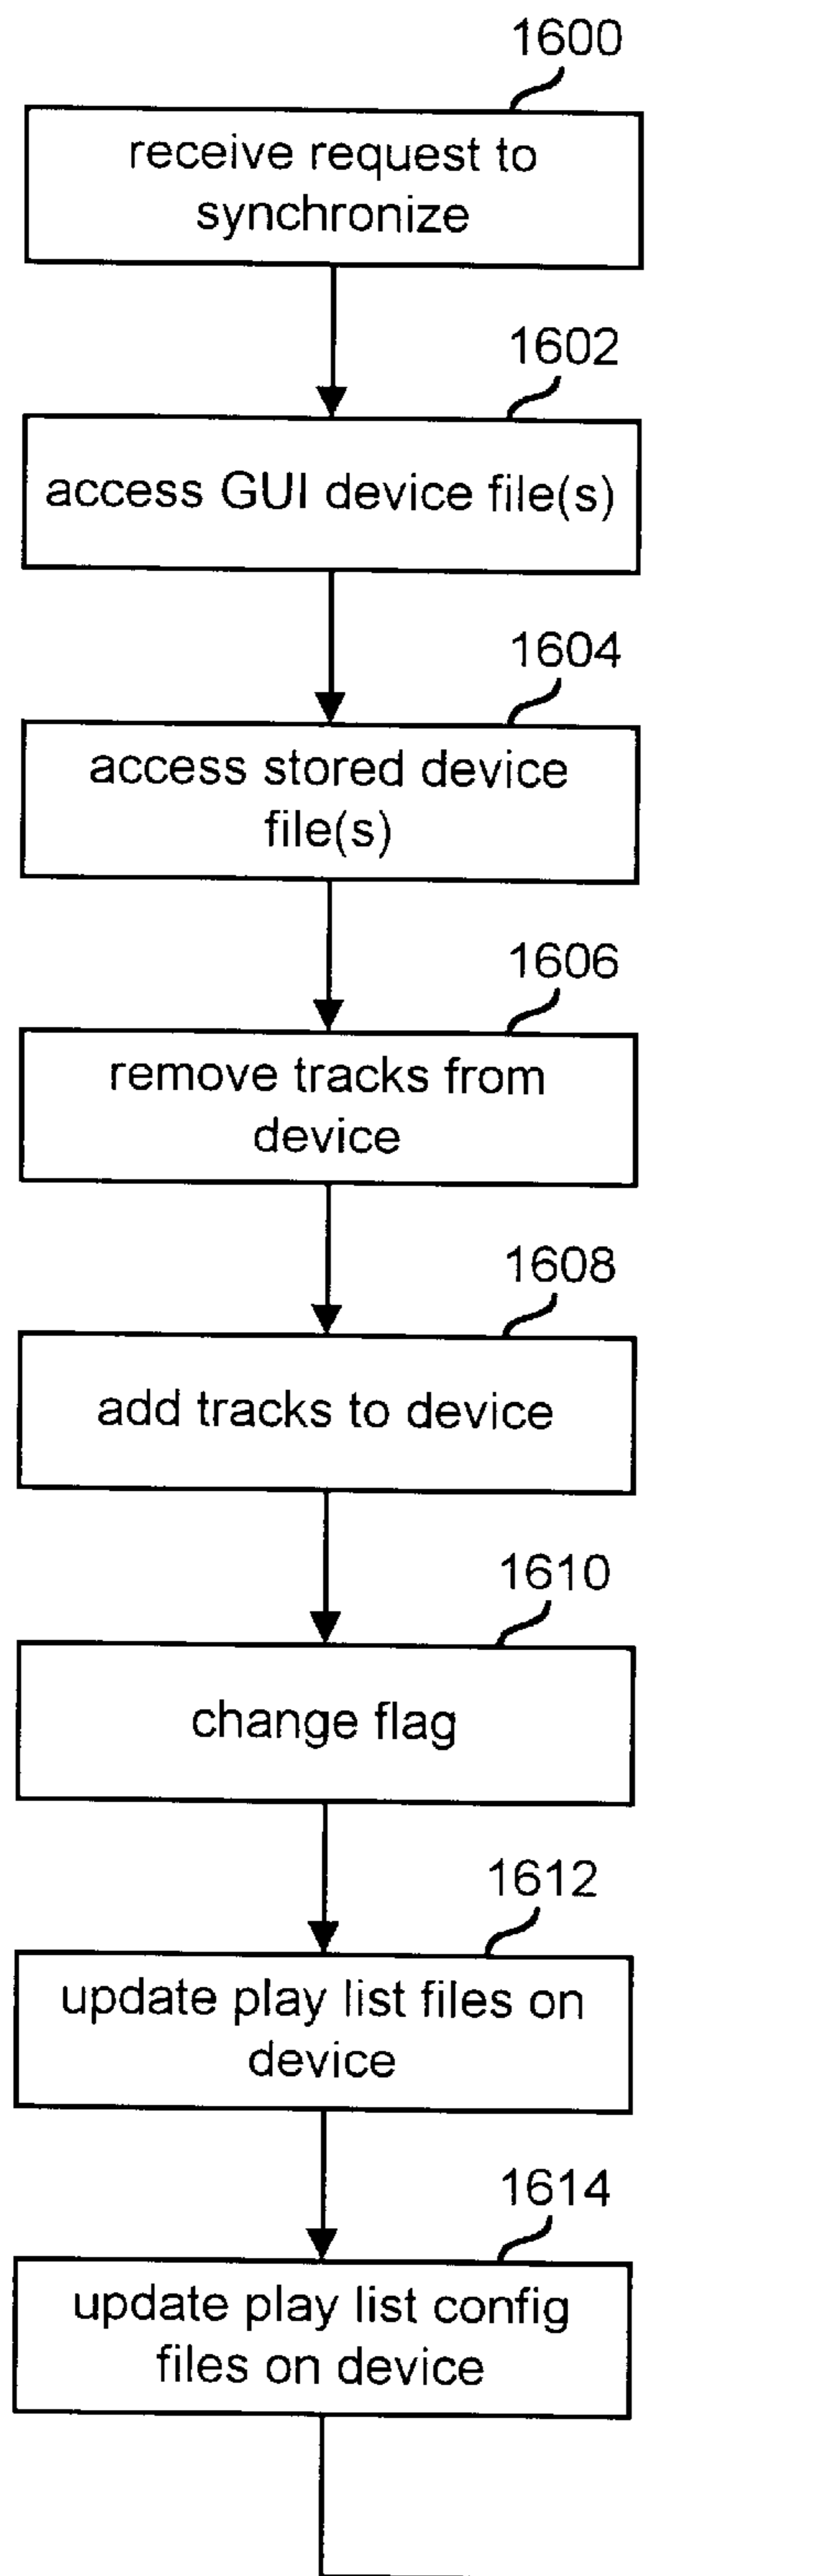 1600
receive request to
synchronize
1602
access GUI device file(s)
1604
access stored device
file(s)
1606
remove tracks from
device
1608
add tracks to device
1610
change flag
1612
update play list files on
device
1614
update play list config
files on device